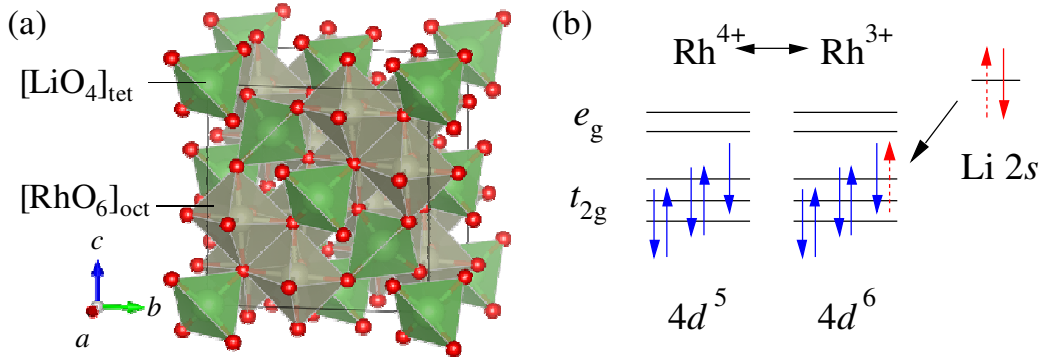 (a)
[LiO4]tet
[RhO6]oct
c
b
a
(b)
Rh4+ Rh3+
eg
t2g
Li 2s
4d5 4d6